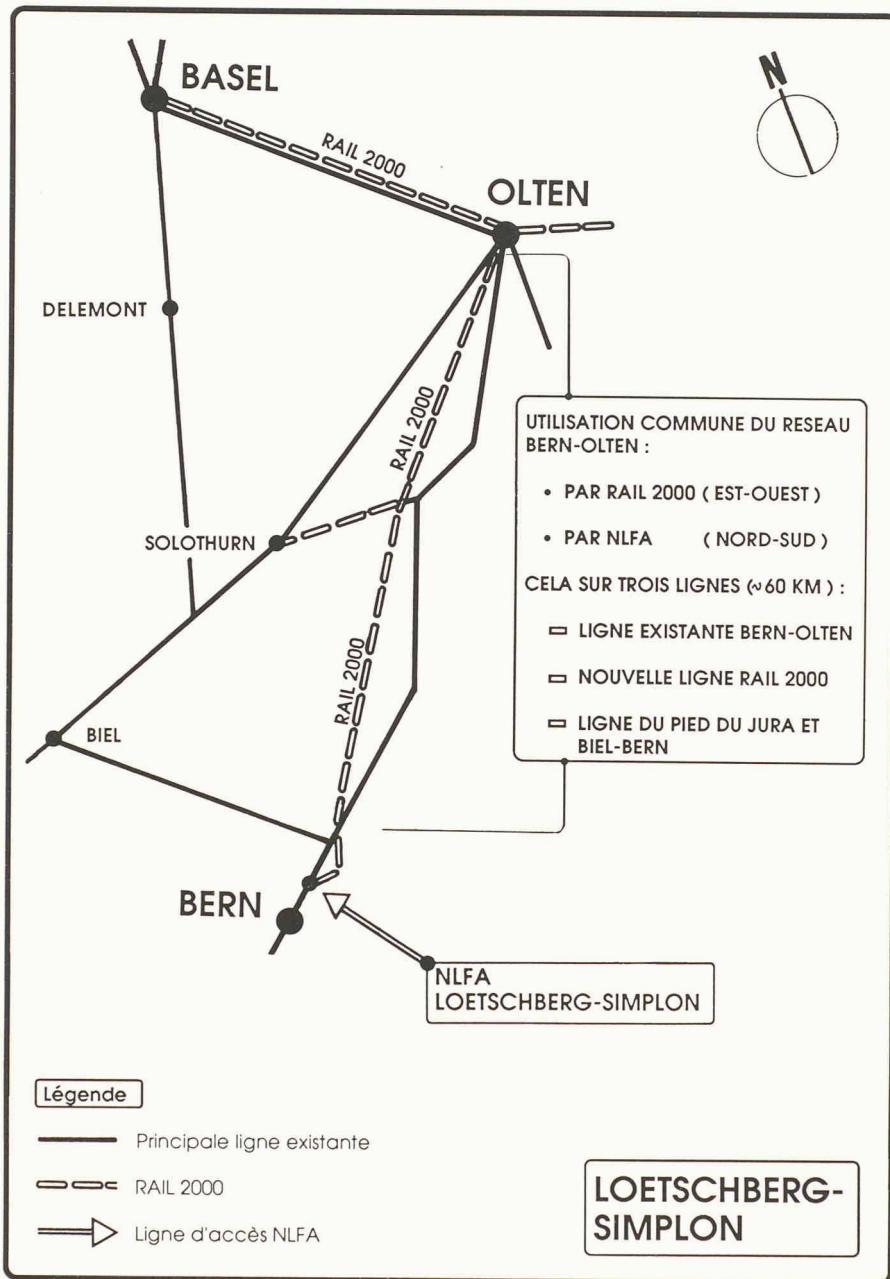 BASEL
N
RAIL 2000
OLTEN
DELEMONT
RAIL 2000
UTILISATION COMMUNE DU RESEAU
BERN-OLTEN :
• PAR RAIL 2000 ( EST-OUEST )
• PAR NLFA ( NORD-SUD )
CELA SUR TROIS LIGNES (~60 KM ) :
LIGNE EXISTANTE BERN-OLTEN
NOUVELLE LIGNE RAIL 2000
LIGNE DU PIED DU JURA ET
BIEL-BERN
SOLOTHURN
RAIL 2000
BIEL
BERN
NLFA
LOETSCHBERG-SIMPLON
Légende
Principale ligne existante
RAIL 2000
Ligne d'accès NLFA
LOETSCHBERG-
SIMPLON